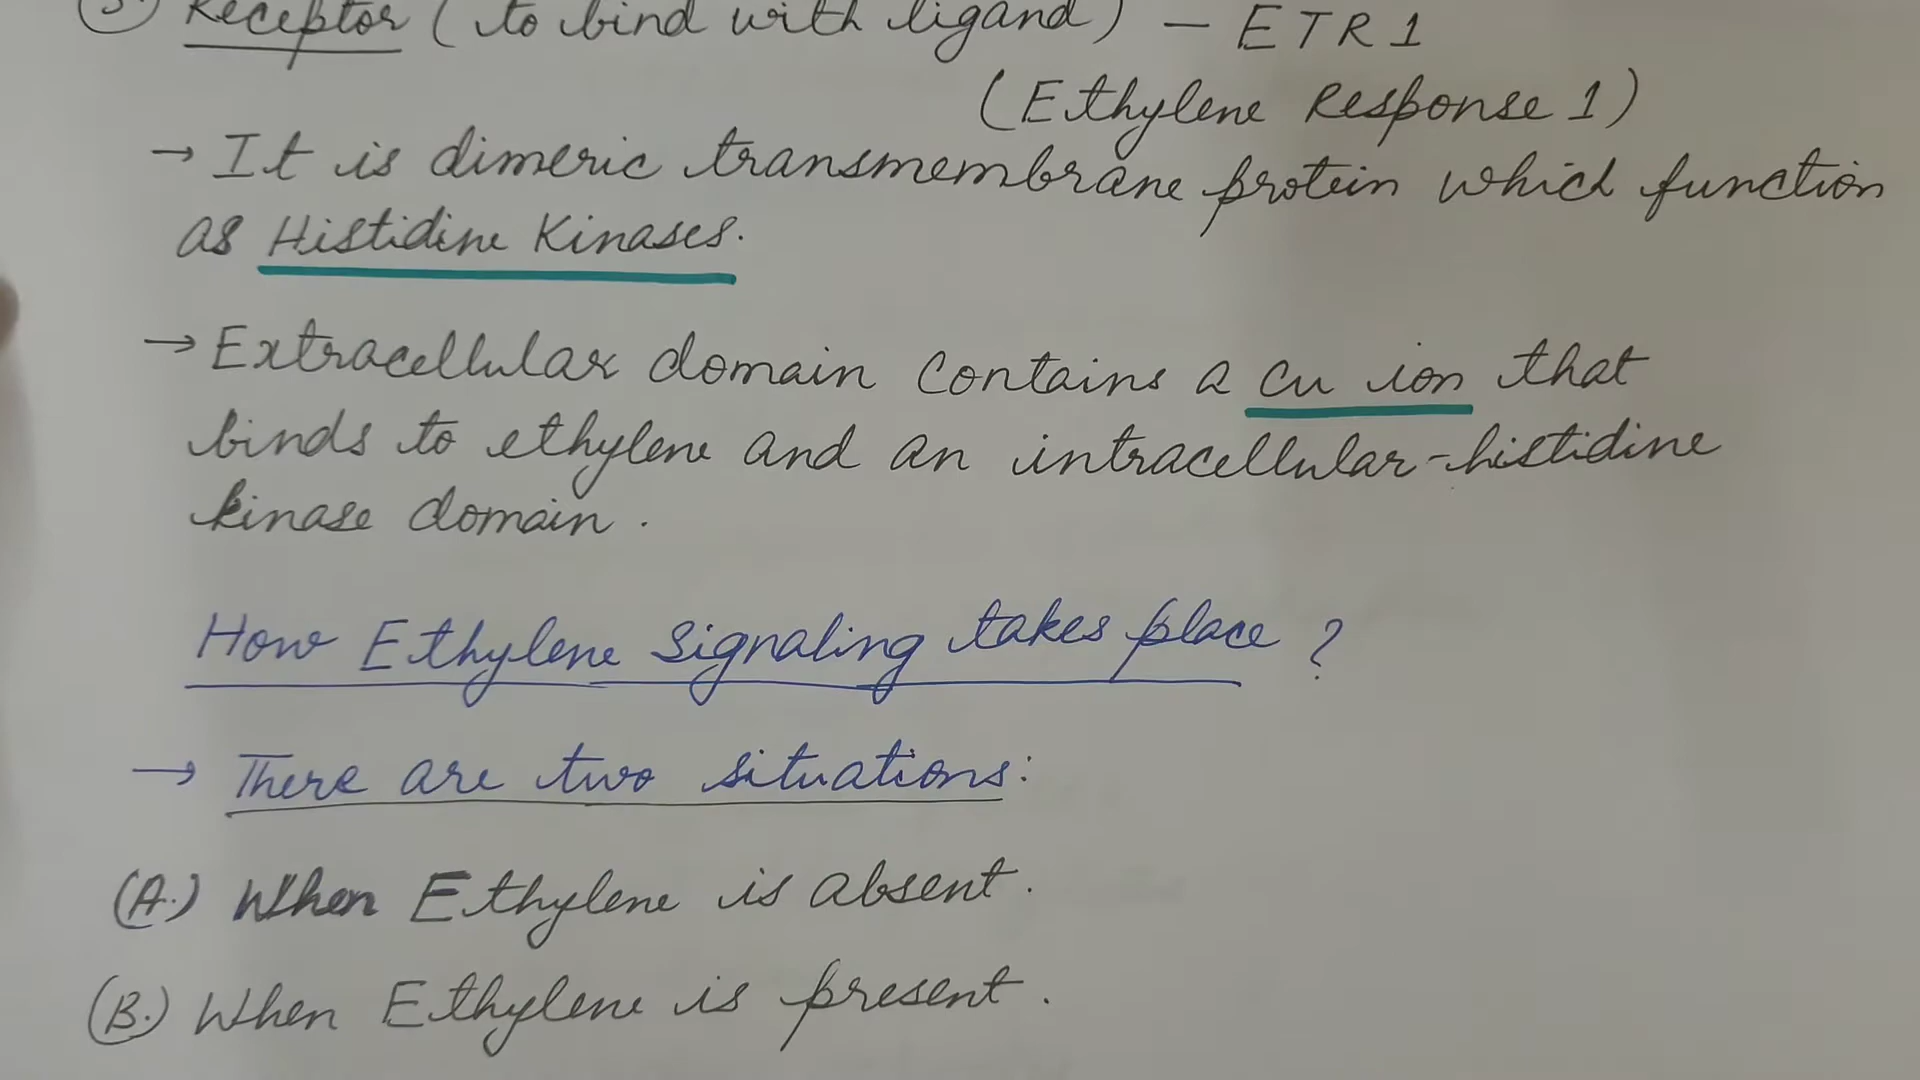 3. Receptor ( to bind with ligand ) — ETR1
(Ethylene Response 1)
→ It is dimeric transmembrane protein which function
as Histidine Kinases.
→ Extracellular domain contains a Cu ion that
binds to ethylene and an intracellular-histidine
kinase domain.
How Ethylene Signaling takes place ?
→ There are two situations:
(A.) When Ethylene is absent.
(B.) When Ethylene is present.